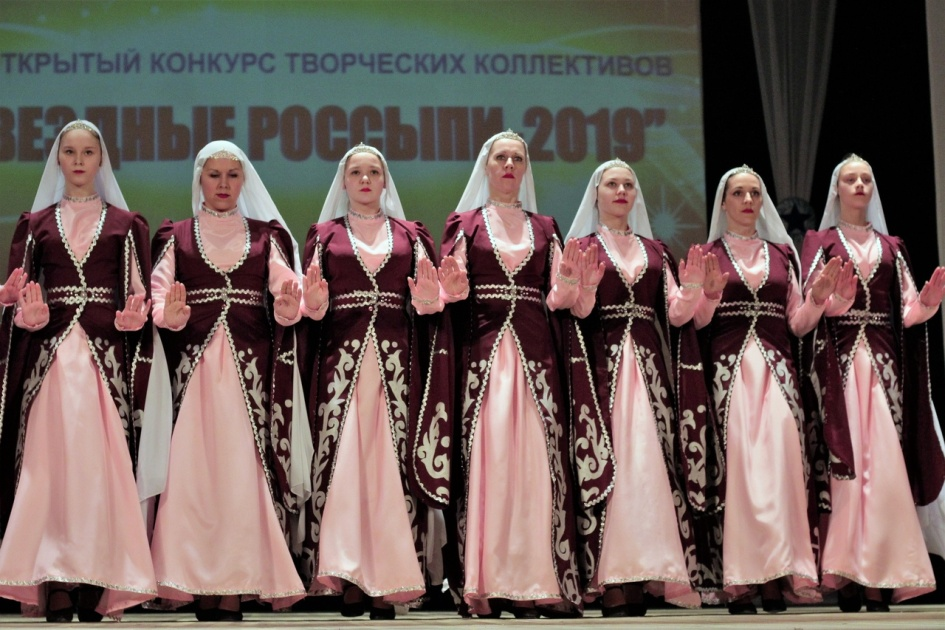 ТКРЫТЫЙ КОНКУРС ТВОРЧЕСКИХ КОЛЛЕКТИВОВ
ВЕЗДНЫЕ РОССЫПИ-2019"